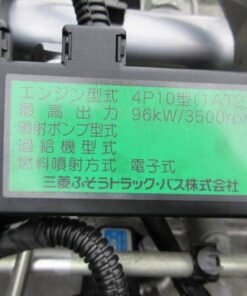 エンジン型式 4P10型(1AT2
最高出力 96kW/3500rpm
噴射ポンプ型式
過給機型式
燃料噴射方式 電子式
三菱ふそうトラック・バス株式会社